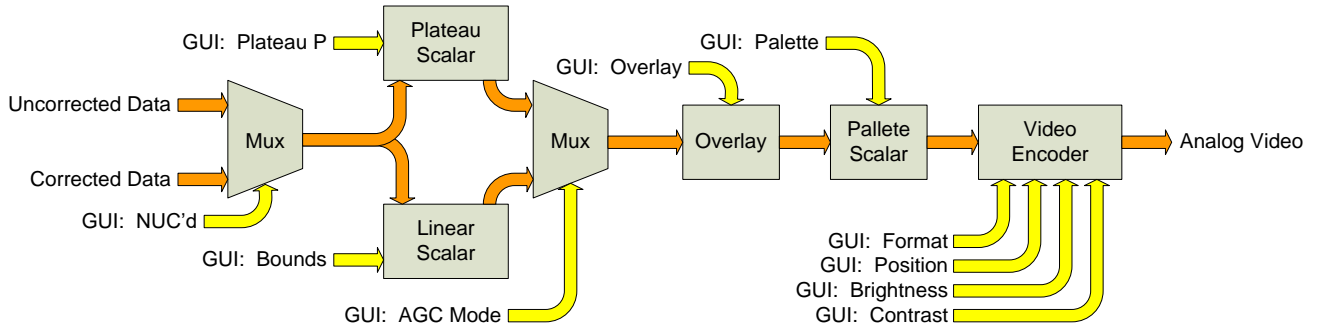 GUI: Plateau P
Plateau
Scalar
GUI: Palette
GUI: Overlay
Uncorrected Data
Mux
Mux
Overlay
Pallete
Scalar
Video
Encoder
Analog Video
Corrected Data
GUI: NUC'd
Linear
Scalar
GUI: Bounds
GUI: AGC Mode
GUI: Format
GUI: Position
GUI: Brightness
GUI: Contrast